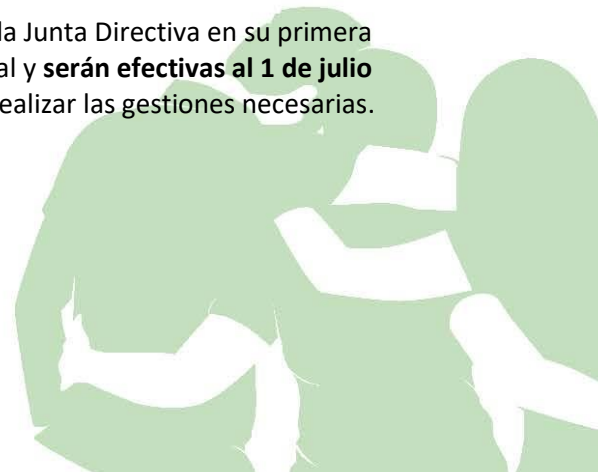 la Junta Directiva en su primera
al y serán efectivas al 1 de julio
ealizar las gestiones necesarias.